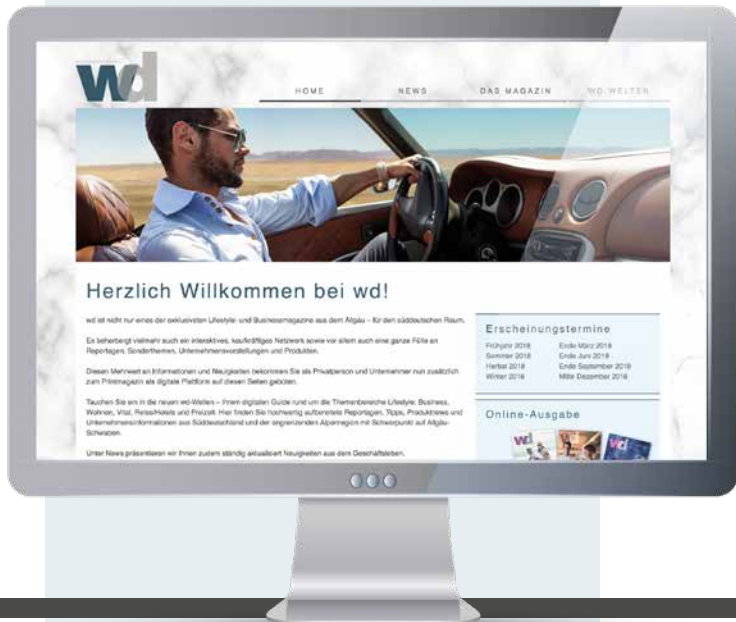 wd
HOME NEWS DAS MAGAZIN WD-WELTEN
Herzlich Willkommen bei wd!
wd ist nicht nur eines der exklusivsten Lifestyle- und Businessmagazine aus dem Allgäu – für den süddeutschen Raum.
Es beherbergt vielmehr auch ein interaktives, kaufkräftiges Netzwerk sowie vor allem auch eine ganze Fülle an
Reportagen, Sonderthemen, Unternehmensvorstellungen und Produkten.
Diesen Mehrwert an Informationen und Neuigkeiten bekommen Sie als Privatperson und Unternehmer nun zusätzlich
zum Printmagazin als digitale Plattform auf diesen Seiten geboten.
Tauchen Sie ein in die neuen wd-Welten – Ihrem digitalen Guide rund um die Themenbereiche Lifestyle, Business,
Wohnen, Vital, Reise/Hotels und Freizeit. Hier finden Sie hochwertig aufbereitete Reportagen, Tipps, Produktnews und
Unternehmensinformationen aus Süddeutschland und der angrenzenden Alpenregion mit Schwerpunkt auf Allgäu-
Schwaben.
Unter News präsentieren wir Ihnen zudem ständig aktualisiert Neuigkeiten aus dem Geschäftsleben.
Erscheinungstermine
Frühjahr 2018 Ende März 2018
Sommer 2018 Ende Juni 2018
Herbst 2018 Ende September 2018
Winter 2018 Mitte Dezember 2018
Online-Ausgabe
wd wd